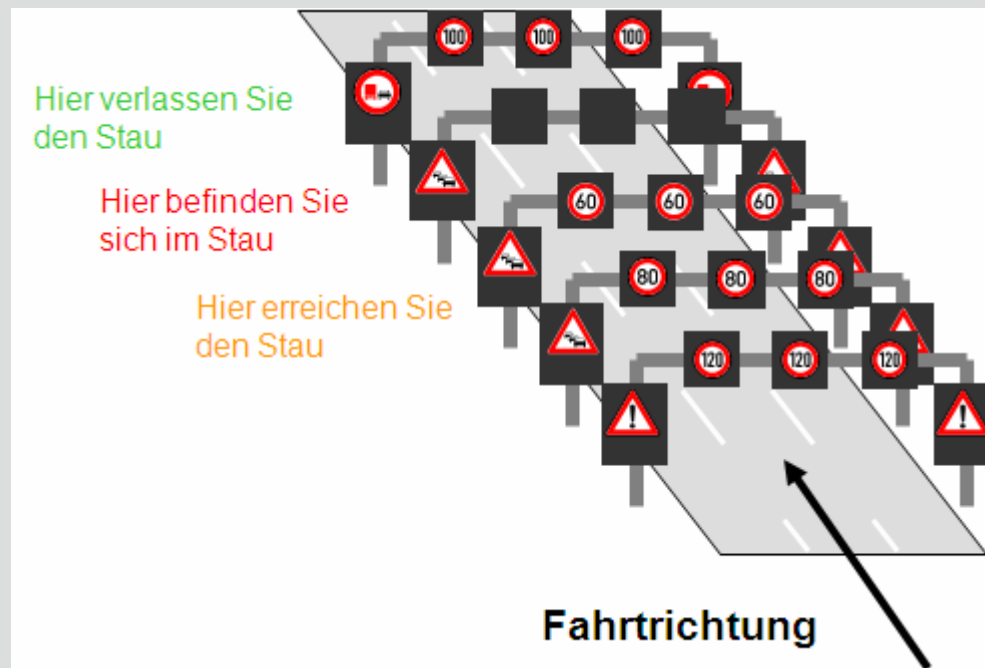 100 100 100
Hier verlassen Sie
den Stau
Hier befinden Sie
sich im Stau
60 60 60
80 80 80
Hier erreichen Sie
den Stau
120 120 120
Fahrtrichtung